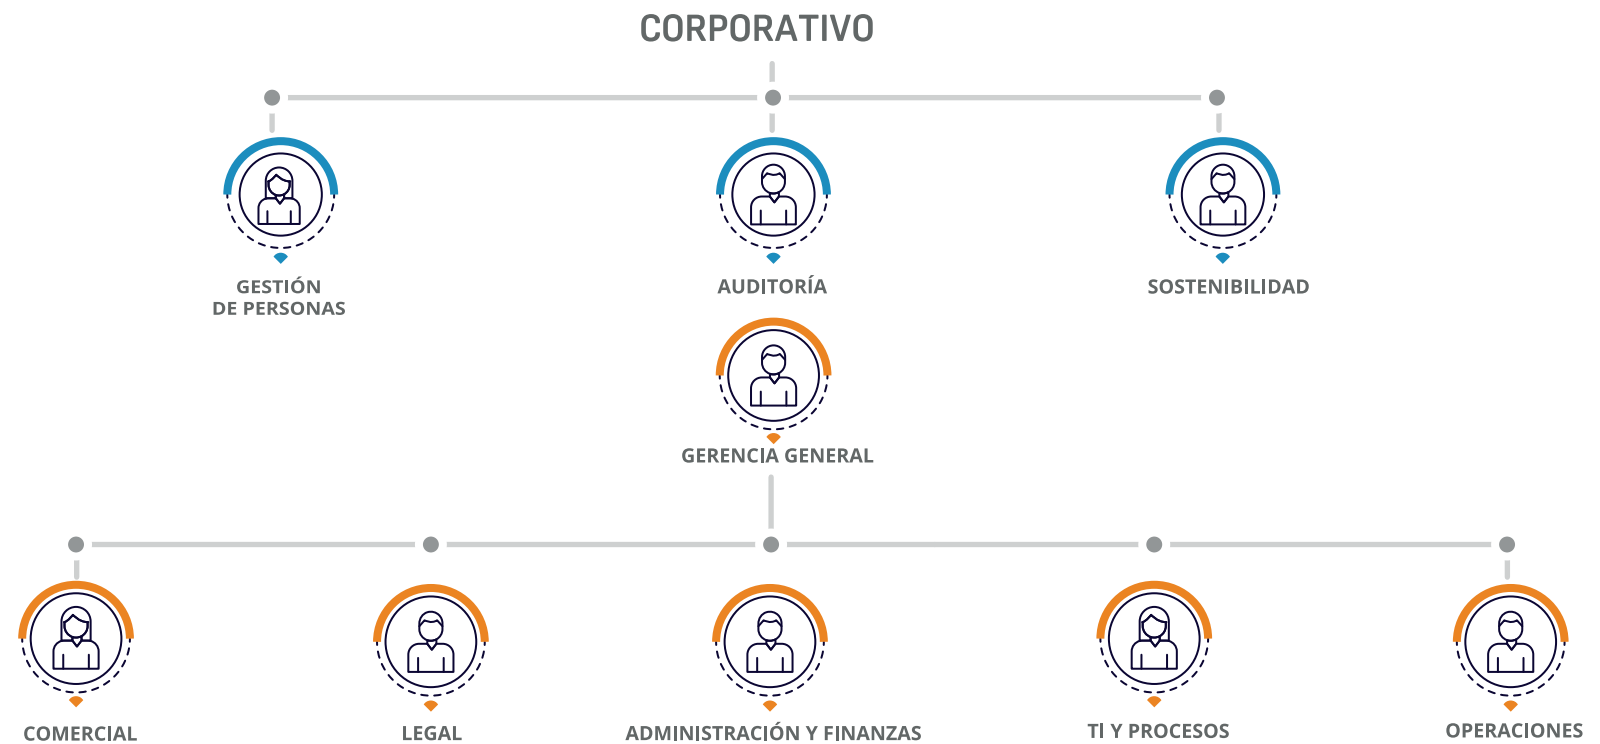 CORPORATIVO
GESTIÓN
DE PERSONAS
AUDITORÍA
SOSTENIBILIDAD
GERENCIA GENERAL
COMERCIAL
LEGAL
ADMINISTRACIÓN Y FINANZAS
TI Y PROCESOS
OPERACIONES